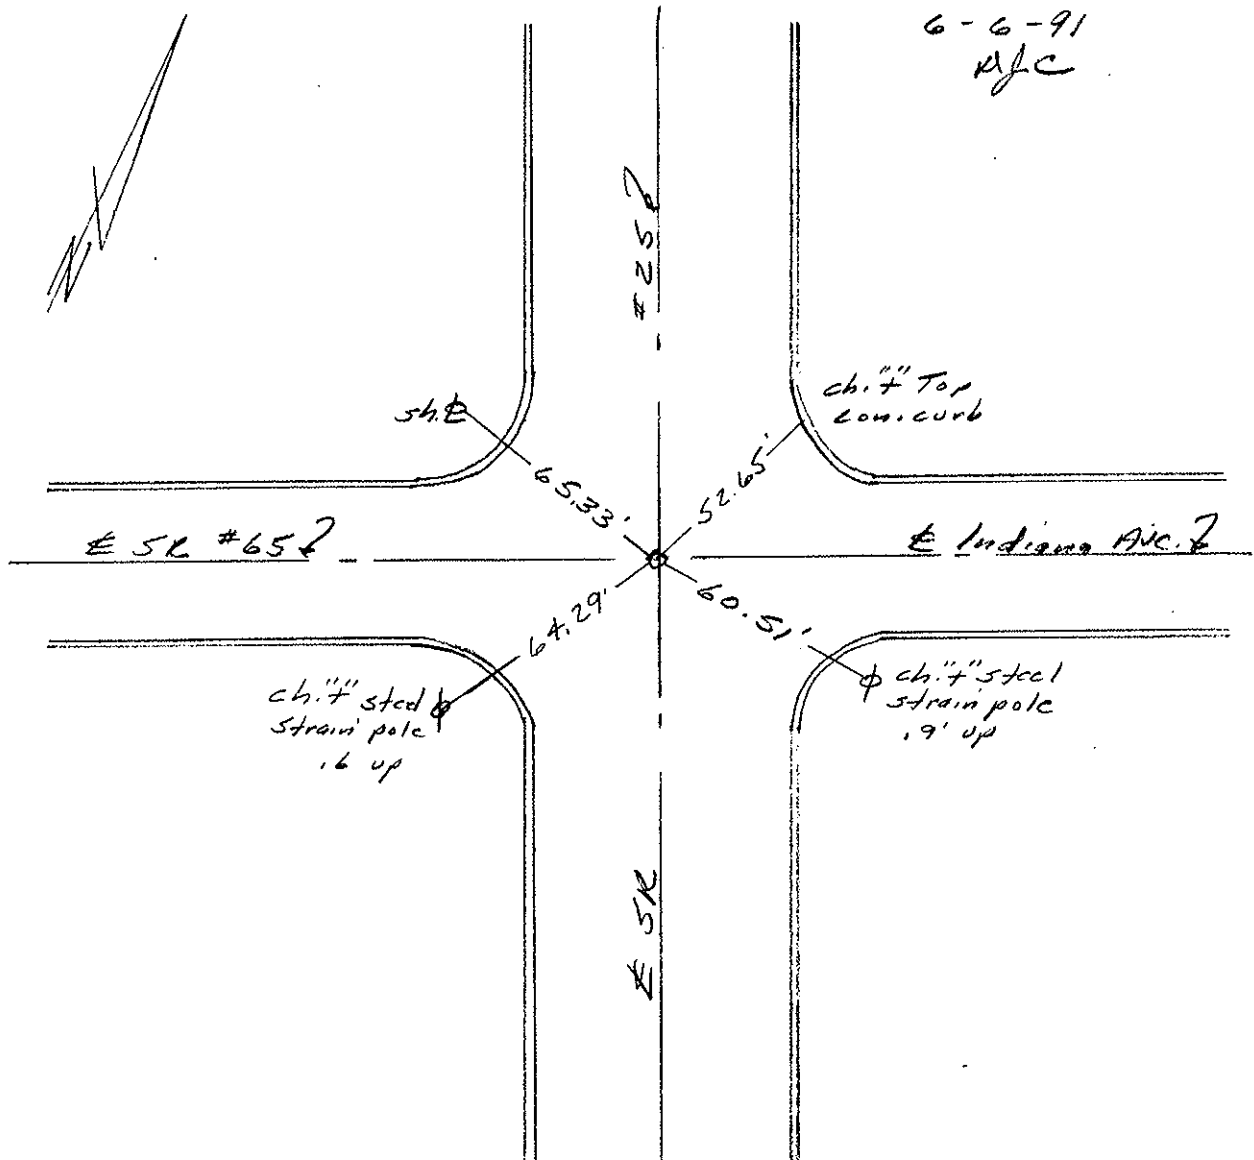 6-6-91
N
#25
sh.
ch. "+" Top
con. curb
65.33'
52.65'
℄ SR #65
℄ Indiana Ave.
64.29'
60.51'
ch. "+" steel
strain pole
.6 up
ch. "+" steel
strain pole
.9' up
℄ SR